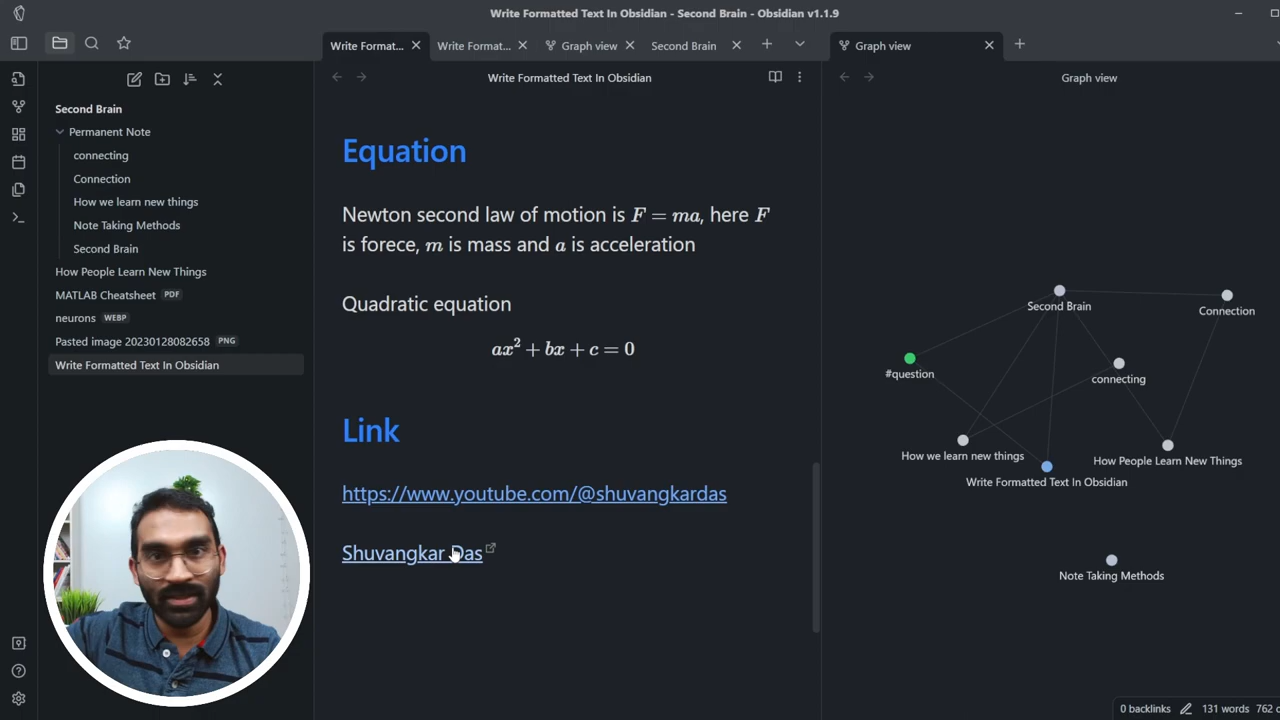 Write Formatted Text In Obsidian - Second Brain - Obsidian v1.1.9
Write Format...
Write Format...
Graph view
Second Brain
Graph view
Write Formatted Text In Obsidian
Graph view
Second Brain
Permanent Note
connecting
Connection
How we learn new things
Note Taking Methods
Second Brain
How People Learn New Things
MATLAB Cheatsheet PDF
neurons WEBP
Pasted image 20230128082658 PNG
Write Formatted Text In Obsidian
Equation
Newton second law of motion is F = ma, here F
is forece, m is mass and a is acceleration
Quadratic equation
ax² + bx + c = 0
Link
https://www.youtube.com/@shuvangkardas
Shuvangkar Das
Second Brain
Connection
#question
connecting
How we learn new things
How People Learn New Things
Write Formatted Text In Obsidian
Note Taking Methods
0 backlinks 131 words 762 c